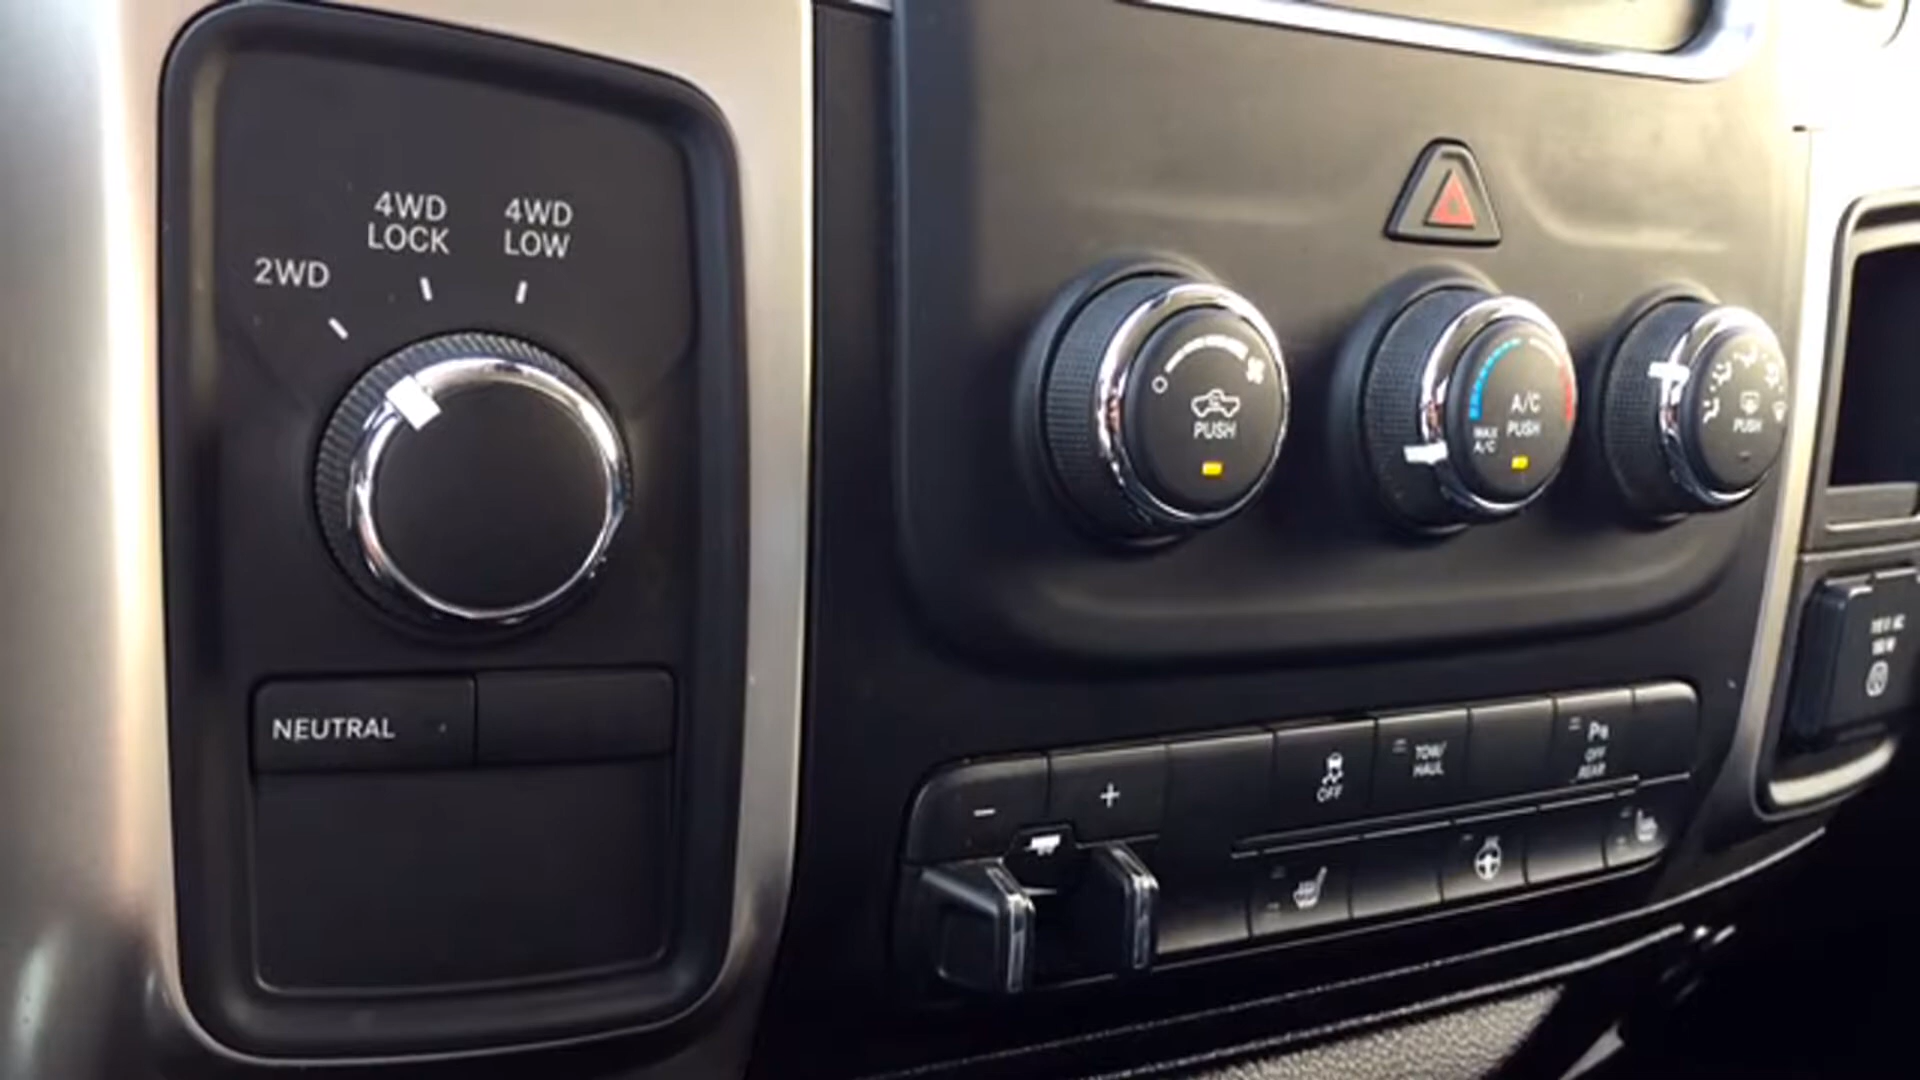 4WD
LOCK
4WD
LOW
2WD
NEUTRAL
PUSH
A/C
PUSH
MAX
A/C
PUSH
- +
OFF
TOW/
HAUL
OFF
REAR